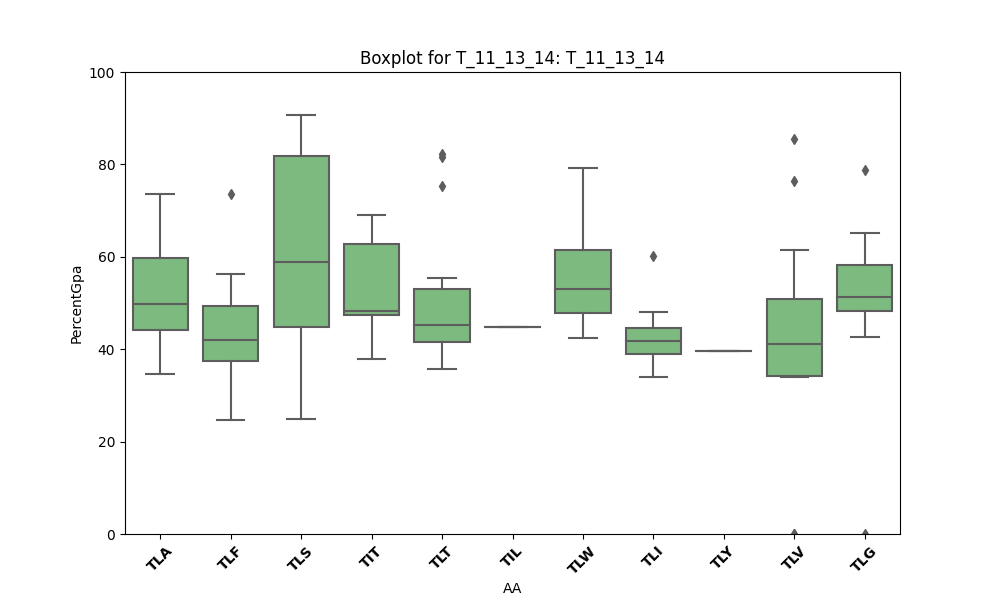 Boxplot for T_11_13_14: T_11_13_14
100
80
60
40
20
0
PercentGpa
TLA
TLF
TLS
TIT
TLT
TIL
TLW
TLI
TLY
TLV
TLG
AA